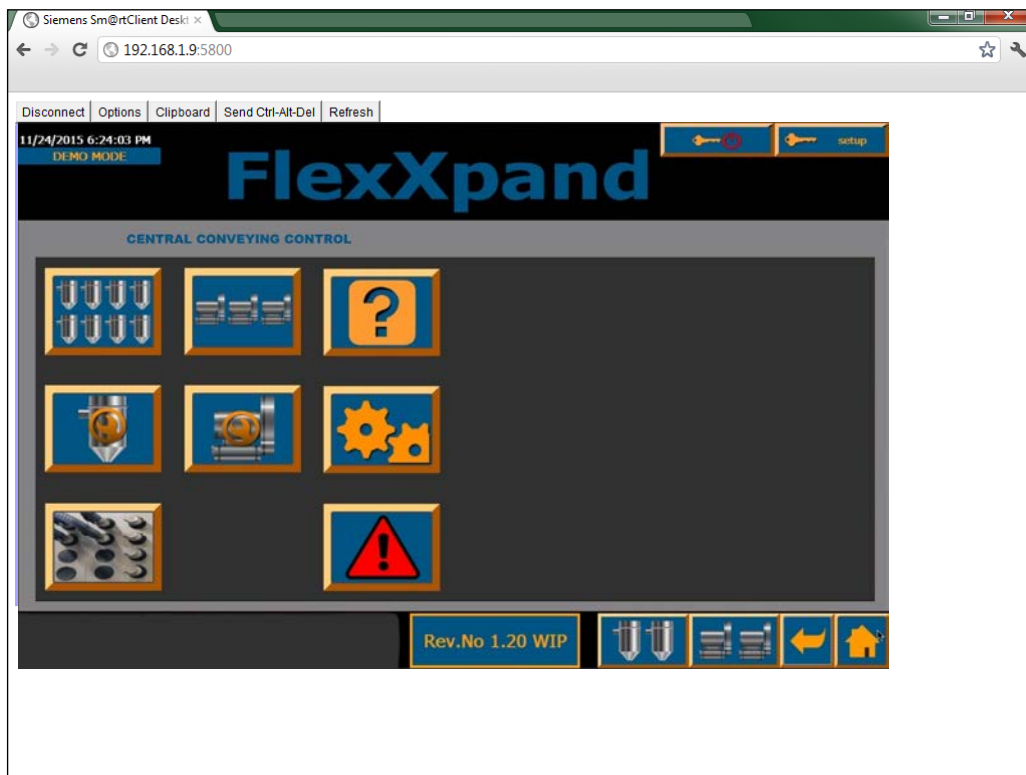 Siemens Sm@rtClient Deskt
192.168.1.9:5800
Disconnect Options Clipboard Send Ctrl-Alt-Del Refresh
11/24/2015 6:24:03 PM
DEMO MODE
FlexXpand
setup
CENTRAL CONVEYING CONTROL
?
!
Rev.No 1.20 WIP